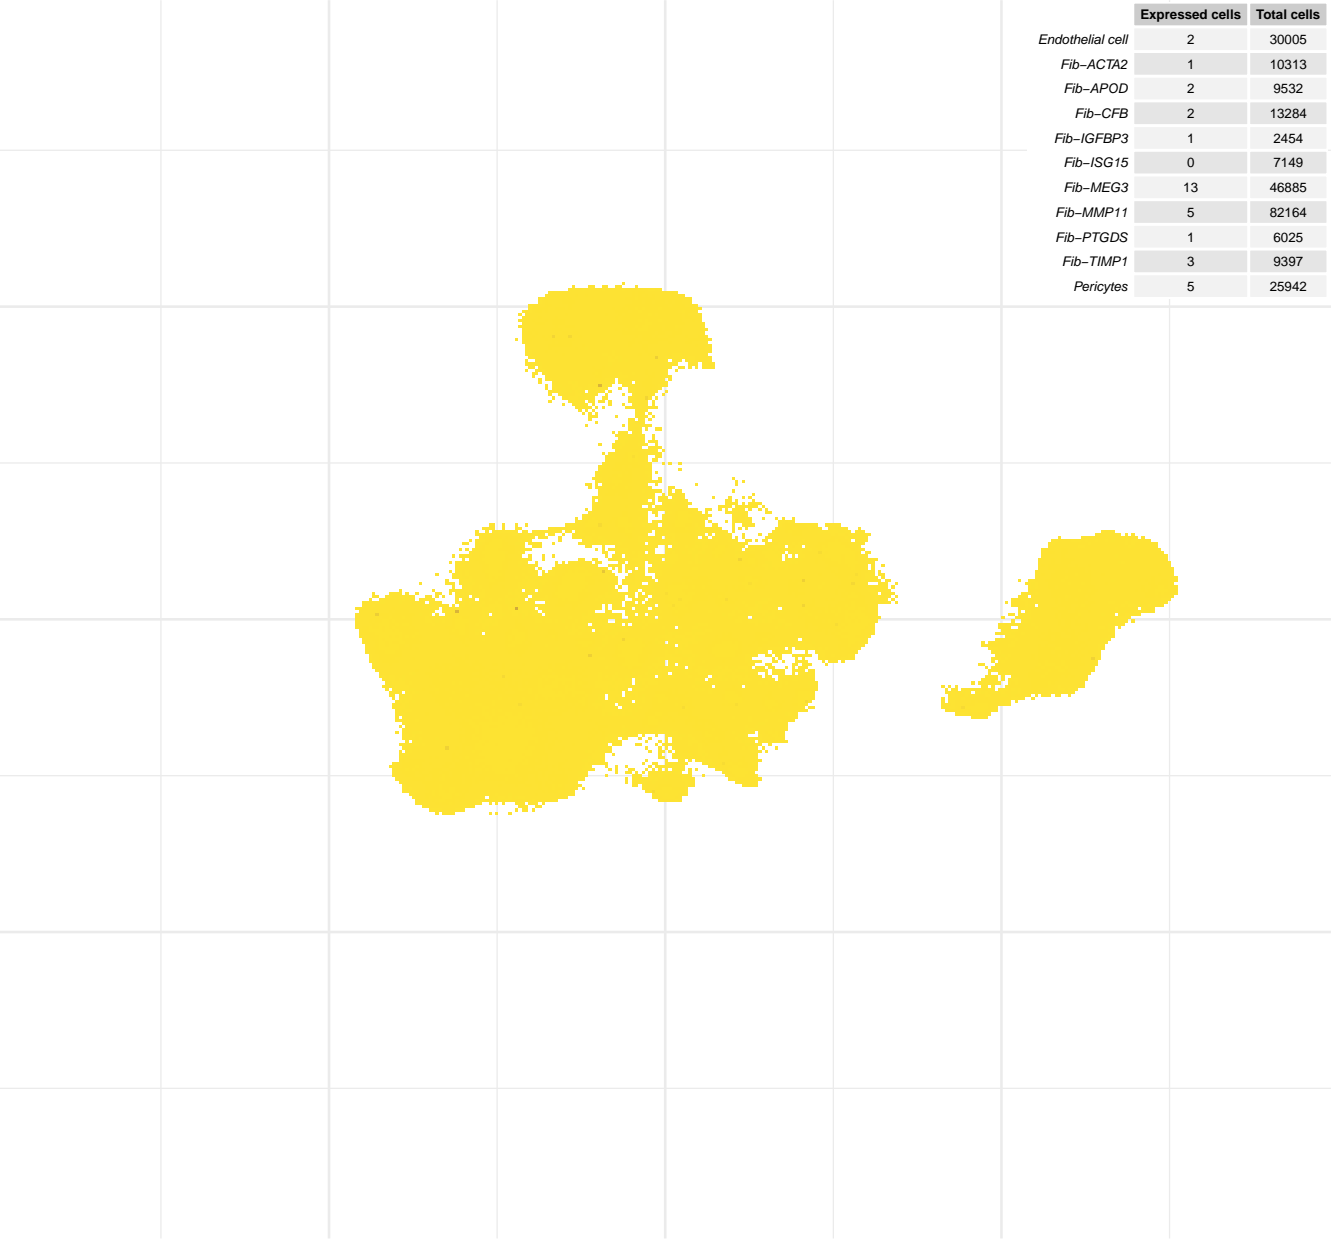 Expressed cells Total cells
Endothelial cell 2 30005
Fib−ACTA2 1 10313
Fib−APOD 2 9532
Fib−CFB 2 13284
Fib−IGFBP3 1 2454
Fib−ISG15 0 7149
Fib−MEG3 13 46885
Fib−MMP11 5 82164
Fib−PTGDS 1 6025
Fib−TIMP1 3 9397
Pericytes 5 25942